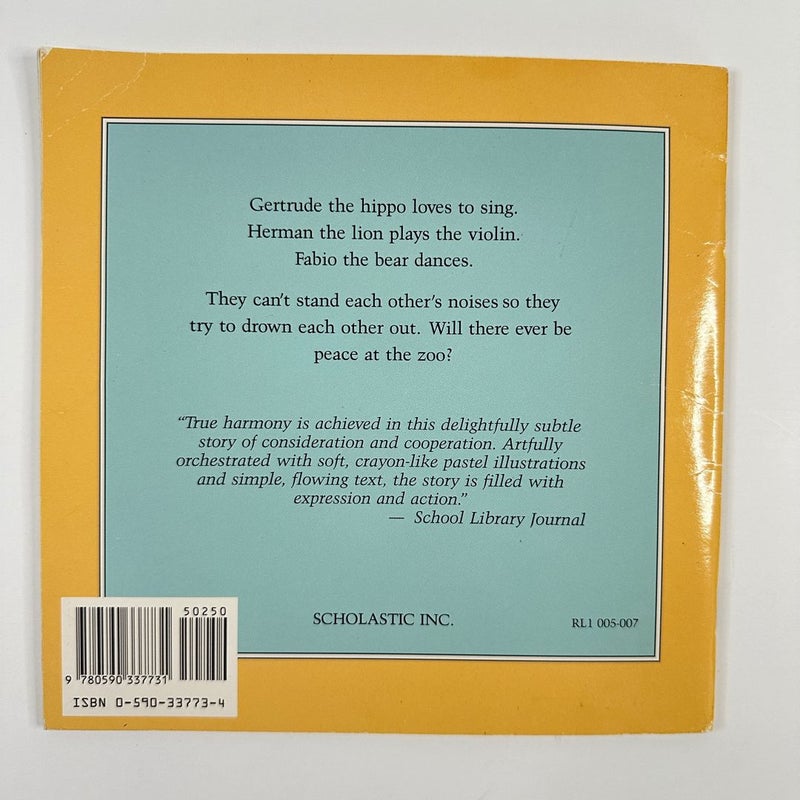 Gertrude the hippo loves to sing.
Herman the lion plays the violin.
Fabio the bear dances.
They can't stand each other's noises so they
try to drown each other out. Will there ever be
peace at the zoo?
"True harmony is achieved in this delightfully subtle
story of consideration and cooperation. Artfully
orchestrated with soft, crayon-like pastel illustrations
and simple, flowing text, the story is filled with
expression and action."
— School Library Journal
SCHOLASTIC INC.
RL1 005-007
50250
9 780590 337731
ISBN 0-590-33773-4